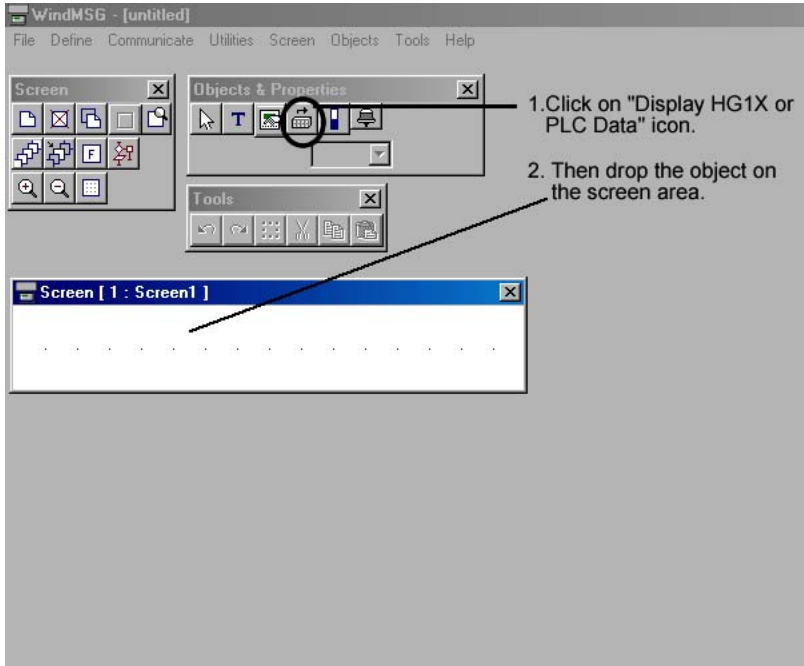 WindMSG - [untitled]
File Define Communicate Utilities Screen Objects Tools Help
Screen
Objects & Properties
T
F
Tools
1.Click on "Display HG1X or
PLC Data" icon.
2. Then drop the object on
the screen area.
Screen [ 1 : Screen1 ]